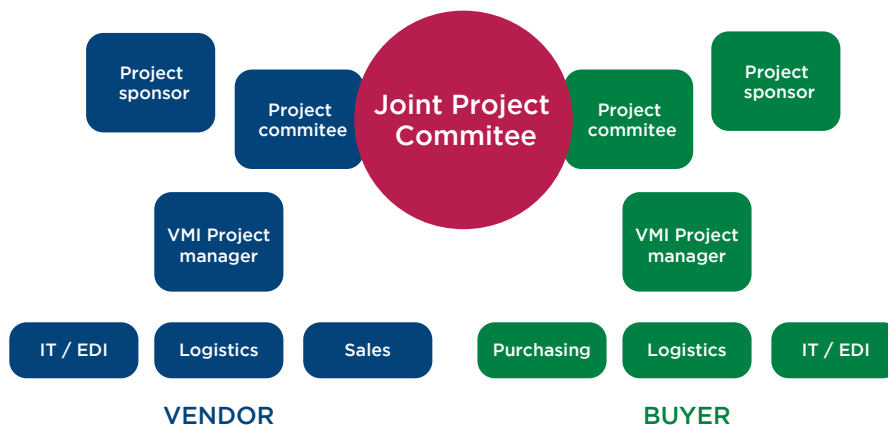 Project
sponsor
Project
commitee
Joint Project
Commitee
Project
commitee
Project
sponsor
VMI Project
manager
VMI Project
manager
IT / EDI
Logistics
Sales
Purchasing
Logistics
IT / EDI
VENDOR
BUYER